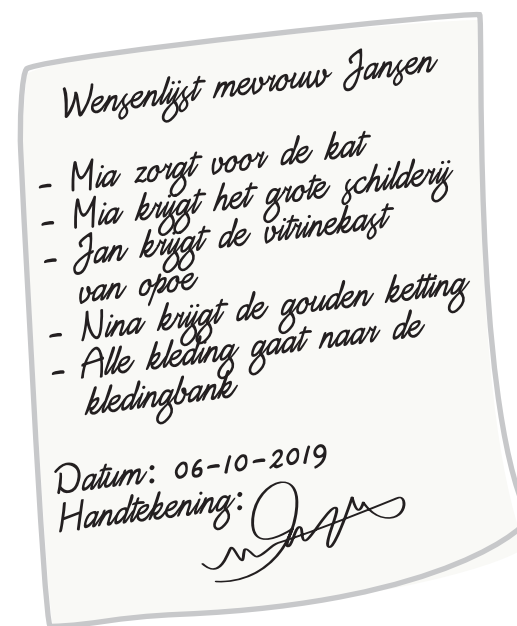 Wensenlijst mevrouw Jansen
- Mia zorgt voor de kat
- Mia krijgt het grote schilderij
- Jan krijgt de vitrinekast
van opoe
- Nina krijgt de gouden ketting
- Alle kleding gaat naar de
kledingbank
Datum: 06-10-2019
Handtekening: